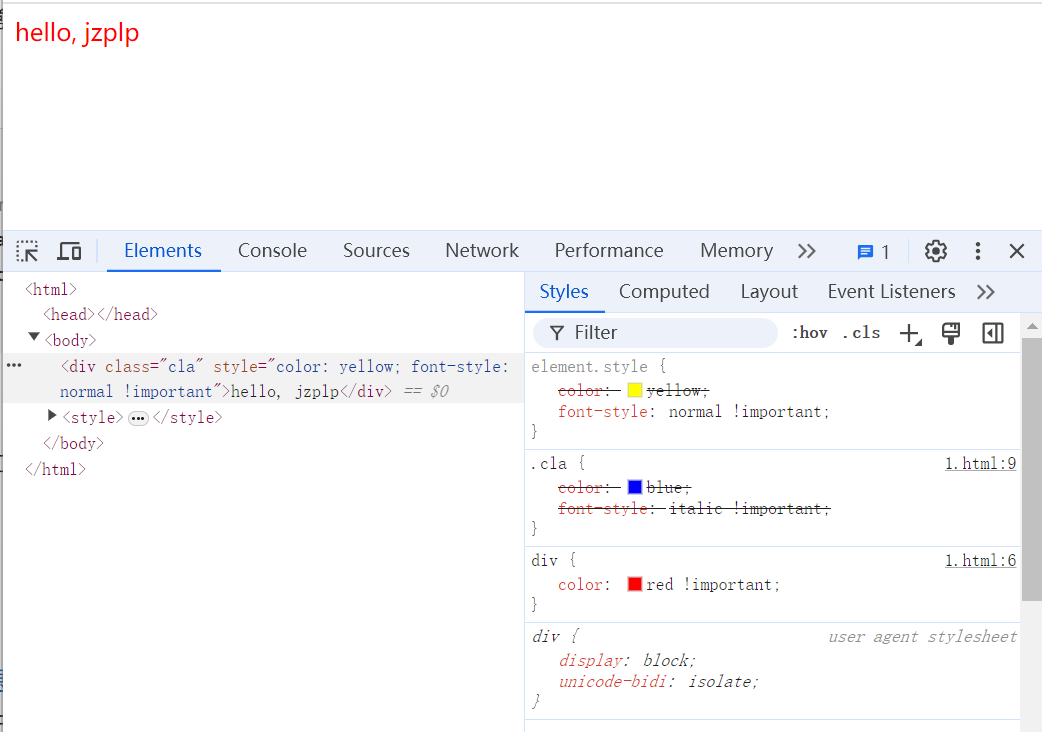 hello, jzplp
Elements Console Sources Network Performance Memory 1
<html>
<head></head>
<body>
<div class="cla" style="color: yellow; font-style:
normal !important">hello, jzplp</div> == $0
<style> ••• </style>
</body>
</html>
Styles Computed Layout Event Listeners
Filter :hov .cls
element.style {
color: yellow;
font-style: normal !important;
}
.cla { 1.html:9
color: blue;
font-style: italic !important;
}
div { 1.html:6
color: red !important;
}
div { user agent stylesheet
display: block;
unicode-bidi: isolate;
}